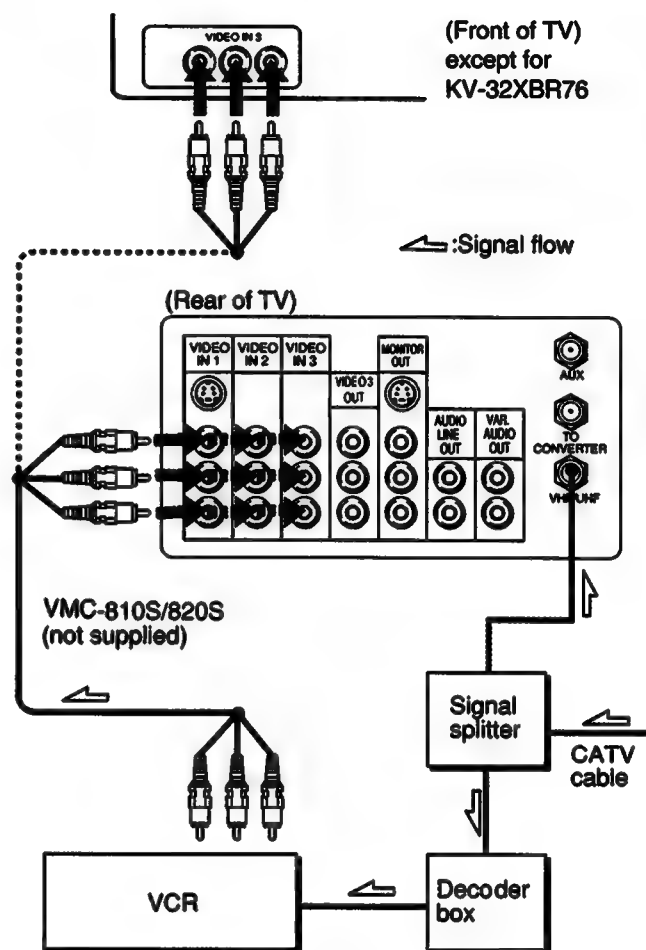 VIDEO IN 3
(Front of TV)
except for
KV-32XBR76
:Signal flow
(Rear of TV)
VIDEO
IN 1
VIDEO
IN 2
VIDEO
IN 3
VIDEO 3
OUT
MONITOR
OUT
AUDIO
LINE
OUT
VAR.
AUDIO
OUT
AUX
TO
CONVERTER
VHF/UHF
VMC-810S/820S
(not supplied)
Signal
splitter
CATV
cable
VCR
Decoder
box